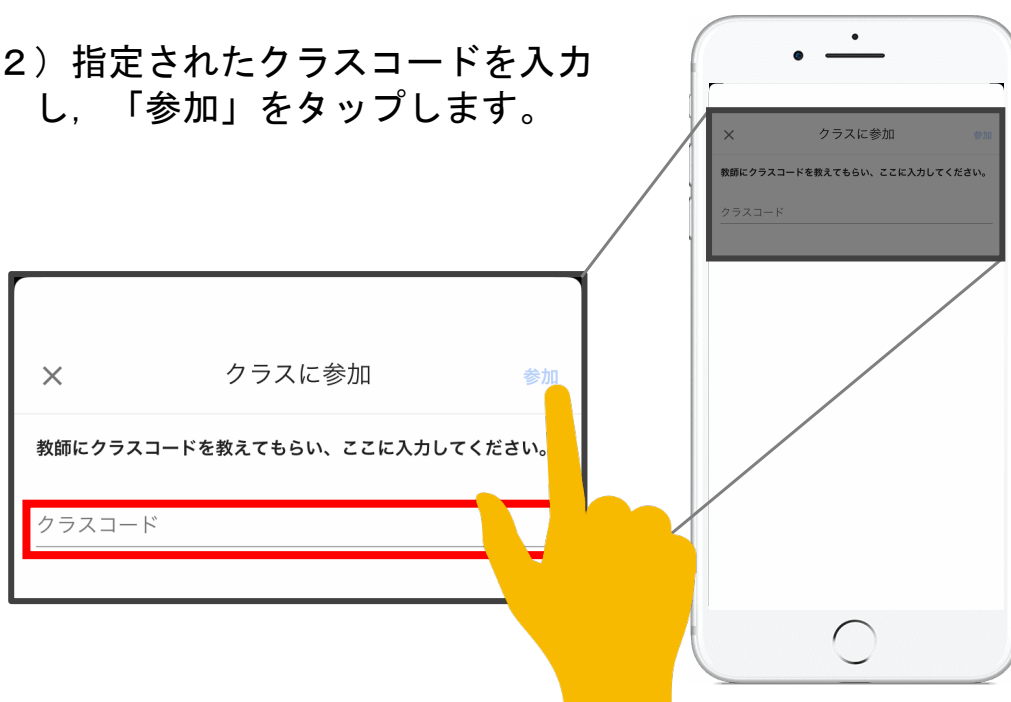 ２）指定されたクラスコードを入力
し，「参加」をタップします。
× クラスに参加 参加
教師にクラスコードを教えてもらい、ここに入力してください。
クラスコード
× クラスに参加 参加
教師にクラスコードを教えてもらい、ここに入力してください。
クラスコード